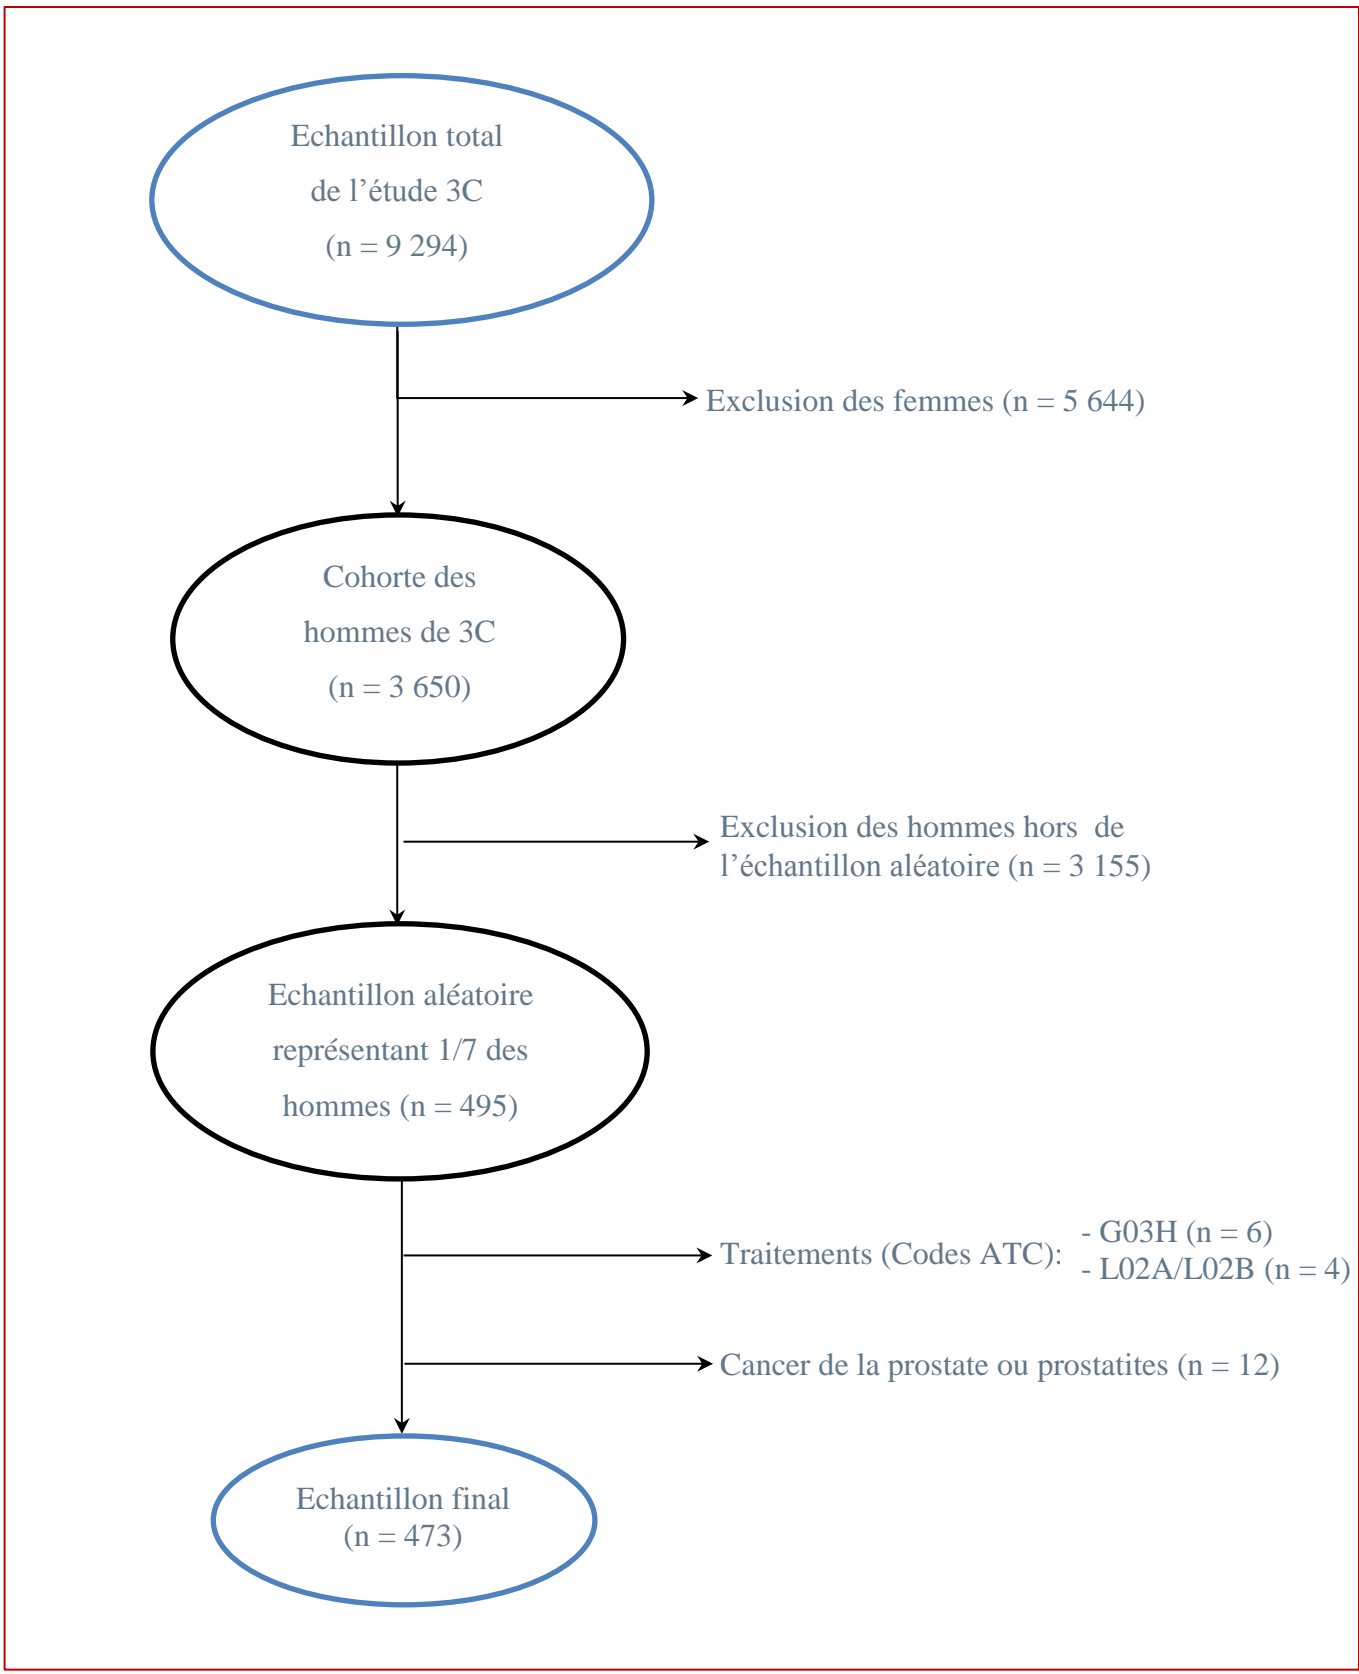 Echantillon total
de l’étude 3C
(n = 9 294)
Exclusion des femmes (n = 5 644)
Cohorte des
hommes de 3C
(n = 3 650)
Exclusion des hommes hors  de
l’échantillon aléatoire (n = 3 155)
Echantillon aléatoire
représentant 1/7 des
hommes (n = 495)
Traitements (Codes ATC):
- G03H (n = 6)
- L02A/L02B (n = 4)
Cancer de la prostate ou prostatites (n = 12)
Echantillon final
(n = 473)